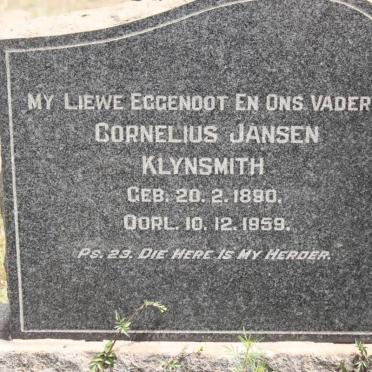 MY LIEWE EGGENOOT EN ONS VADER
CORNELIUS JANSEN
KLYNSMITH
GEB. 20. 2. 1890.
OORL. 10. 12. 1959.
PS. 23. DIE HERE IS MY HERDER.